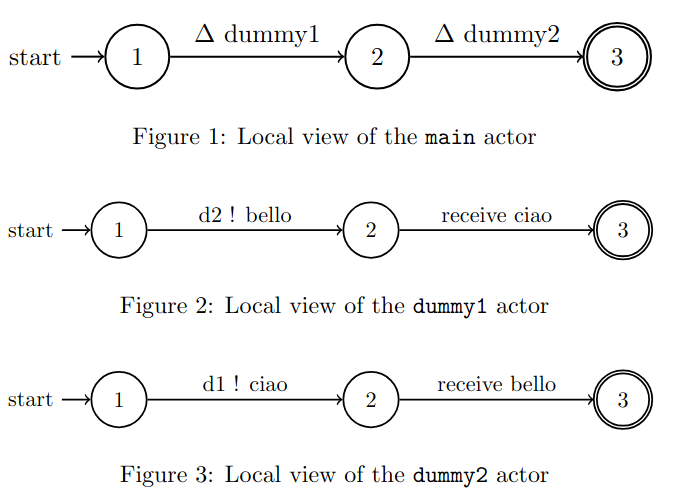 Δ dummy1 Δ dummy2
start 1 2 3
Figure 1: Local view of the main actor
d2 ! bello receive ciao
start 1 2 3
Figure 2: Local view of the dummy1 actor
d1 ! ciao receive bello
start 1 2 3
Figure 3: Local view of the dummy2 actor